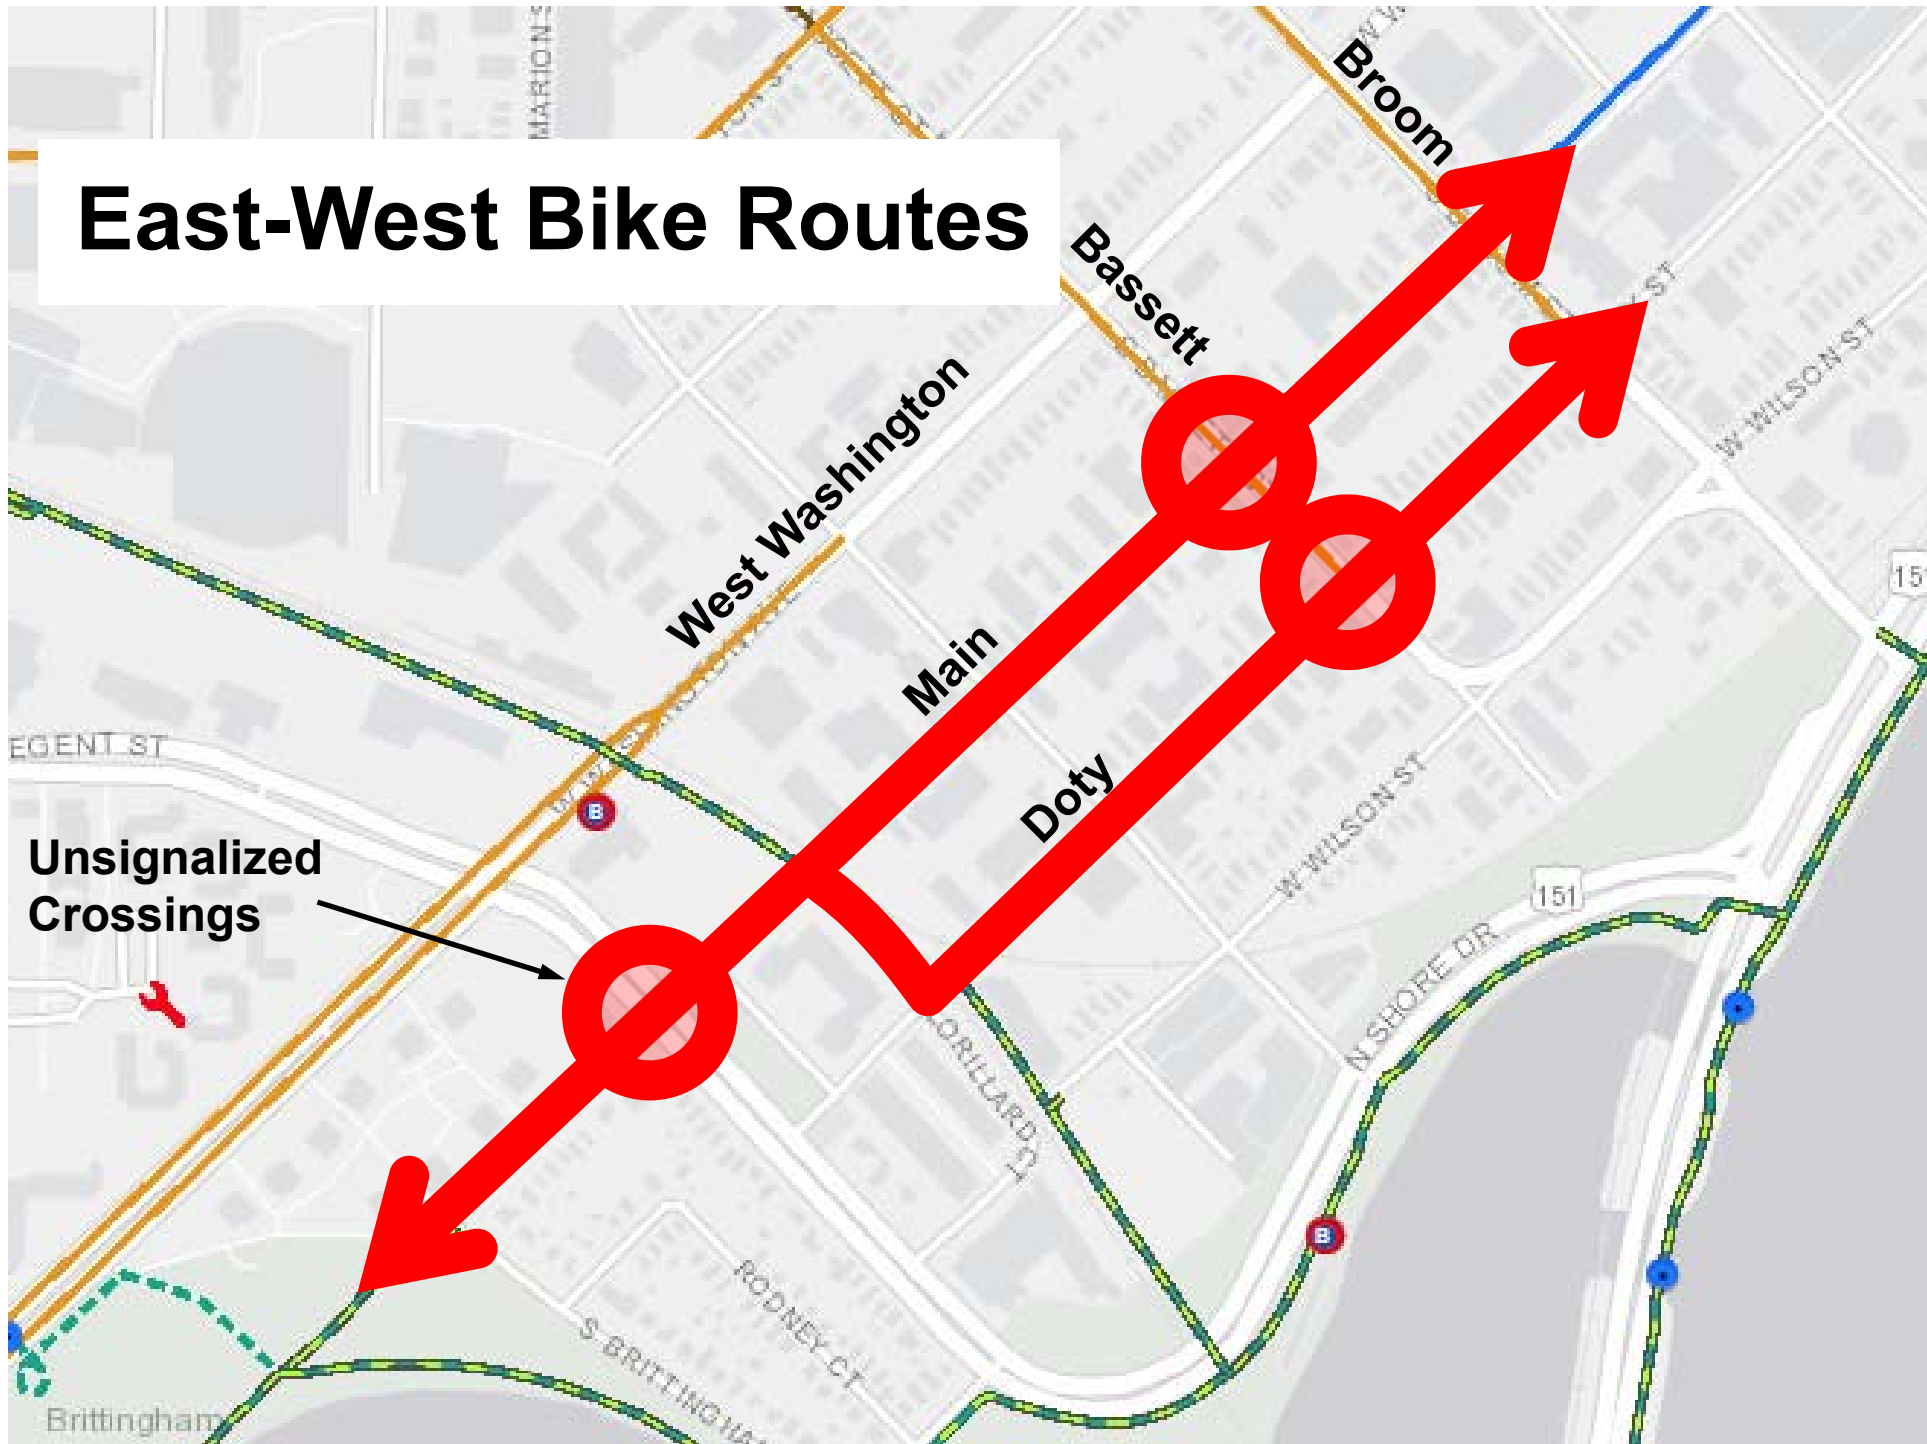 MARION S
Broom
East-West Bike Routes
Bassett
ST
W WILSON ST
West Washington
151
Main
EGENT ST
Doty
W WILSON ST
B
Unsignalized
Crossings
151
N SHORE DR
LORILLARD CT
B
RODNEY CT
S BRITTINGHA
Brittingham